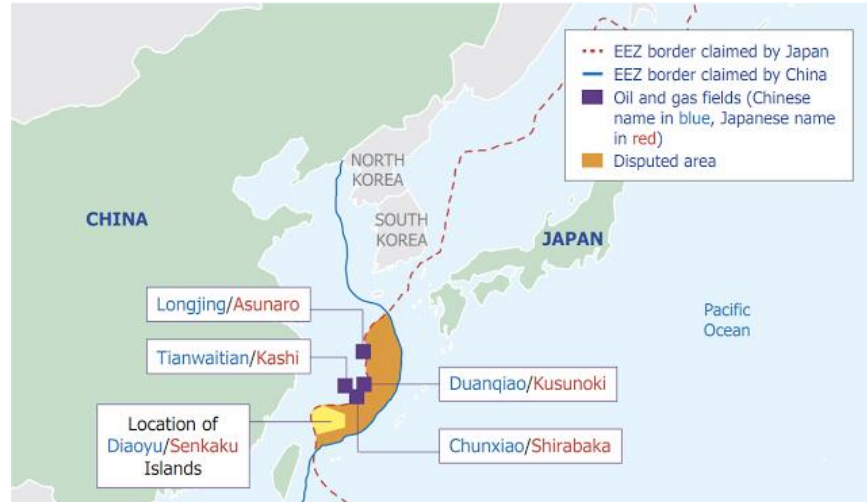 EEZ border claimed by Japan
EEZ border claimed by China
Oil and gas fields (Chinese
name in blue, Japanese name
in red)
Disputed area
NORTH
KOREA
CHINA
SOUTH
KOREA
JAPAN
Longjing/Asunaro
Pacific
Ocean
Tianwaitian/Kashi
Duanqiao/Kusunoki
Location of
Diaoyu/Senkaku
Islands
Chunxiao/Shirabaka